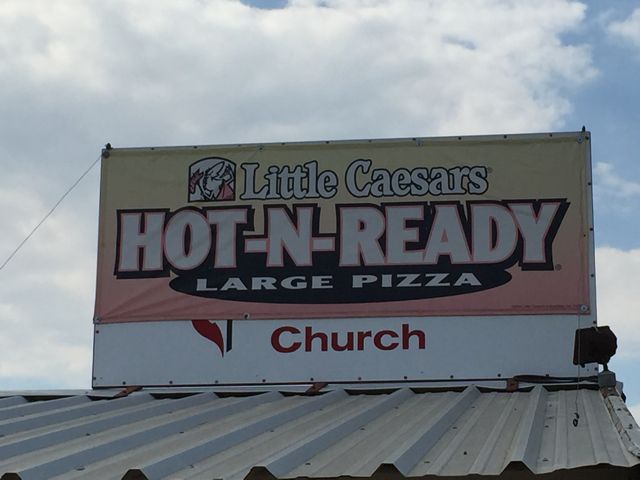 Little Caesars
HOT-N-READY
LARGE PIZZA
Church